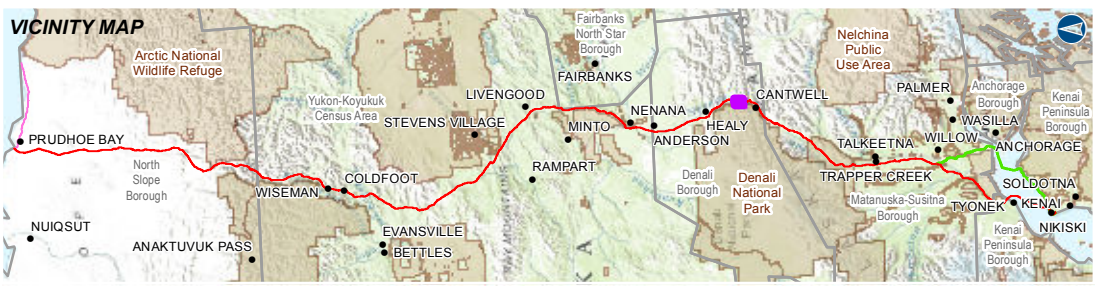 VICINITY MAP
Arctic National
Wildlife Refuge
Fairbanks
North Star
Borough
FAIRBANKS
Nelchina
Public
Use Area
PALMER
Anchorage
Borough
Kenai
Peninsula
Borough
Yukon-Koyukuk
Census Area
LIVENGOOD
STEVENS VILLAGE
NENANA
CANTWELL
WASILLA
MINTO
ANDERSON
HEALY
WILLOW
ANCHORAGE
PRUDHOE BAY
TALKEETNA
North
Slope
Borough
COLDFOOT
WISEMAN
RAMPART
Denali
Borough
Denali
National
Park
TRAPPER CREEK
Matanuska-Susitna
Borough
SOLDOTNA
TYONEK
KENAI
NIKISKI
NUIQSUT
ANAKTUVUK PASS
EVANSVILLE
BETTLES
Kenai
Peninsula
Borough
K A